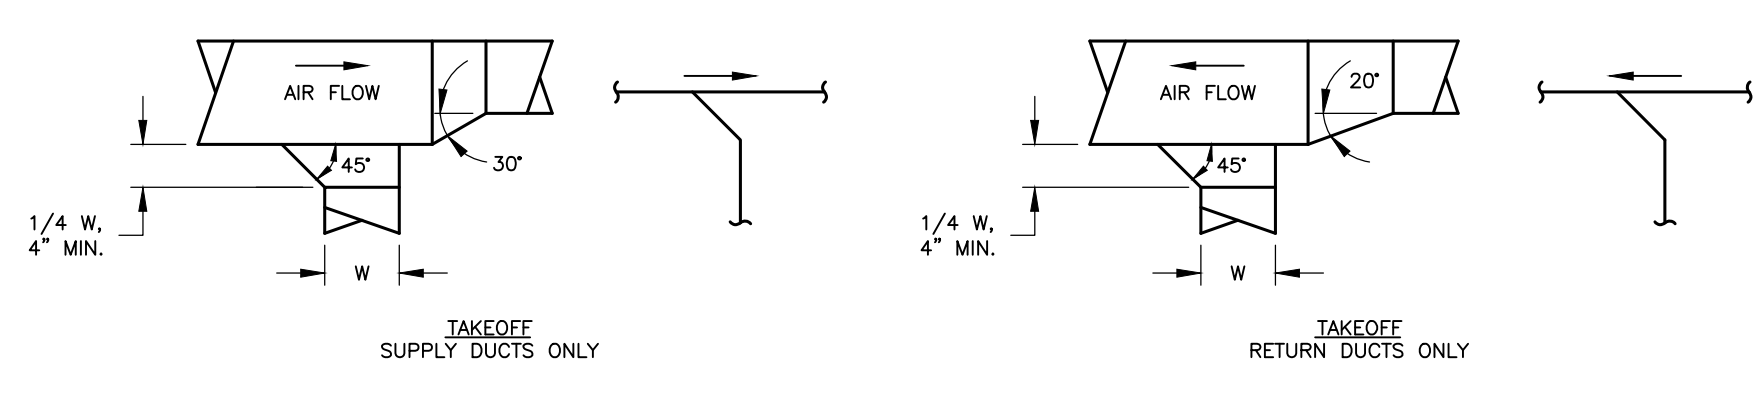 AIR FLOW
45°
30°
1/4 W,
4” MIN.
W
TAKEOFF
SUPPLY DUCTS ONLY
20°
AIR FLOW
45°
1/4 W,
4” MIN.
W
TAKEOFF
RETURN DUCTS ONLY